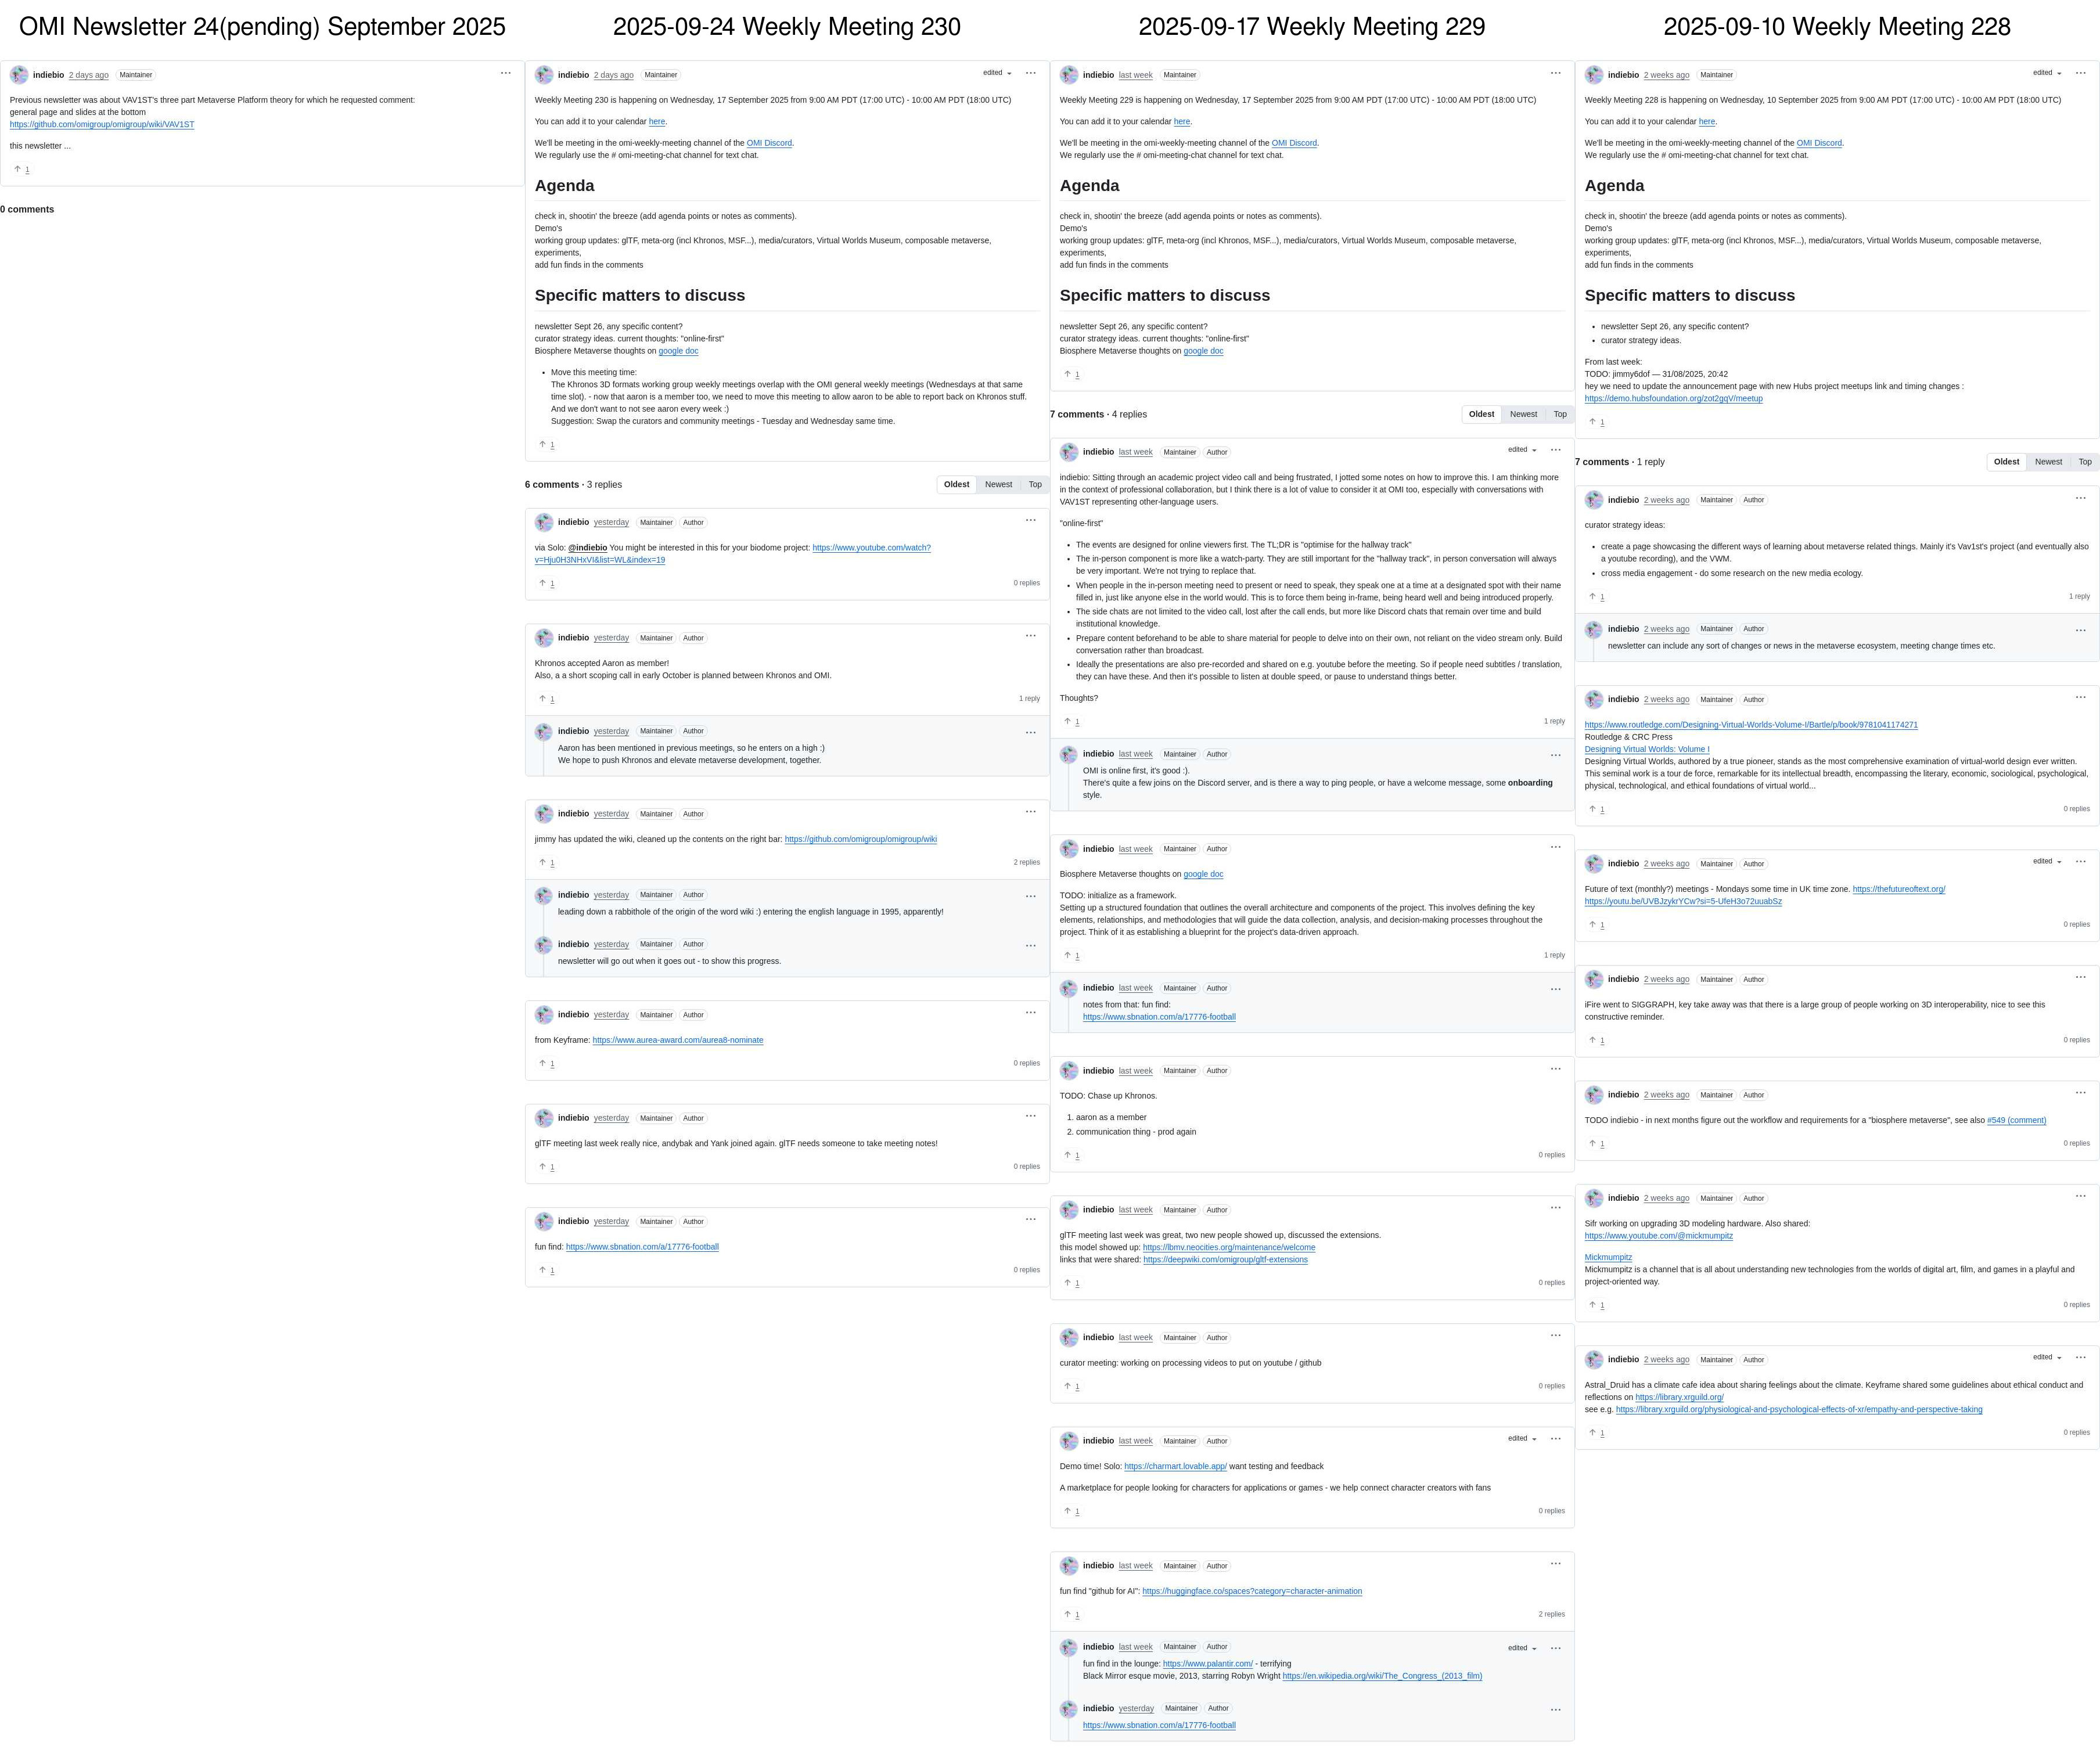 OMI Newsletter 24(pending) September 2025
indiebio 2 days ago Maintainer
Previous newsletter was about VAV1ST's three part Metaverse Platform theory for which he requested comment:
general page and slides at the bottom
https://github.com/omigroup/omigroup/wiki/VAV1ST
this newsletter ...
1
0 comments
2025-09-24 Weekly Meeting 230
indiebio 2 days ago Maintainer edited
Weekly Meeting 230 is happening on Wednesday, 17 September 2025 from 9:00 AM PDT (17:00 UTC) - 10:00 AM PDT (18:00 UTC)
You can add it to your calendar here.
We'll be meeting in the omi-weekly-meeting channel of the OMI Discord.
We regularly use the # omi-meeting-chat channel for text chat.
Agenda
check in, shootin' the breeze (add agenda points or notes as comments).
Demo's
working group updates: glTF, meta-org (incl Khronos, MSF...), media/curators, Virtual Worlds Museum, composable metaverse,
experiments,
add fun finds in the comments
Specific matters to discuss
newsletter Sept 26, any specific content?
curator strategy ideas. current thoughts: "online-first"
Biosphere Metaverse thoughts on google doc
• Move this meeting time:
The Khronos 3D formats working group weekly meetings overlap with the OMI general weekly meetings (Wednesdays at that same
time slot). - now that aaron is a member too, we need to move this meeting to allow aaron to be able to report back on Khronos stuff.
And we don't want to not see aaron every week :)
Suggestion: Swap the curators and community meetings - Tuesday and Wednesday same time.
1
6 comments · 3 replies Oldest Newest Top
indiebio yesterday Maintainer Author
via Solo: @indiebio You might be interested in this for your biodome project: https://www.youtube.com/watch?
v=Hju0H3NHxVI&list=WL&index=19
1 0 replies
indiebio yesterday Maintainer Author
Khronos accepted Aaron as member!
Also, a a short scoping call in early October is planned between Khronos and OMI.
1 1 reply
indiebio yesterday Maintainer Author
Aaron has been mentioned in previous meetings, so he enters on a high :)
We hope to push Khronos and elevate metaverse development, together.
indiebio yesterday Maintainer Author
jimmy has updated the wiki, cleaned up the contents on the right bar: https://github.com/omigroup/omigroup/wiki
1 2 replies
indiebio yesterday Maintainer Author
leading down a rabbithole of the origin of the word wiki :) entering the english language in 1995, apparently!
indiebio yesterday Maintainer Author
newsletter will go out when it goes out - to show this progress.
indiebio yesterday Maintainer Author
from Keyframe: https://www.aurea-award.com/aurea8-nominate
1 0 replies
indiebio yesterday Maintainer Author
glTF meeting last week really nice, andybak and Yank joined again. glTF needs someone to take meeting notes!
1 0 replies
indiebio yesterday Maintainer Author
fun find: https://www.sbnation.com/a/17776-football
1 0 replies
2025-09-17 Weekly Meeting 229
indiebio last week Maintainer
Weekly Meeting 229 is happening on Wednesday, 17 September 2025 from 9:00 AM PDT (17:00 UTC) - 10:00 AM PDT (18:00 UTC)
You can add it to your calendar here.
We'll be meeting in the omi-weekly-meeting channel of the OMI Discord.
We regularly use the # omi-meeting-chat channel for text chat.
Agenda
check in, shootin' the breeze (add agenda points or notes as comments).
Demo's
working group updates: glTF, meta-org (incl Khronos, MSF...), media/curators, Virtual Worlds Museum, composable metaverse,
experiments,
add fun finds in the comments
Specific matters to discuss
newsletter Sept 26, any specific content?
curator strategy ideas. current thoughts: "online-first"
Biosphere Metaverse thoughts on google doc
1
7 comments · 4 replies Oldest Newest Top
indiebio last week Maintainer Author edited
indiebio: Sitting through an academic project video call and being frustrated, I jotted some notes on how to improve this. I am thinking more
in the context of professional collaboration, but I think there is a lot of value to consider it at OMI too, especially with conversations with
VAV1ST representing other-language users.
"online-first"
• The events are designed for online viewers first. The TL;DR is "optimise for the hallway track"
• The in-person component is more like a watch-party. They are still important for the "hallway track", in person conversation will always
be very important. We're not trying to replace that.
• When people in the in-person meeting need to present or need to speak, they speak one at a time at a designated spot with their name
filled in, just like anyone else in the world would. This is to force them being in-frame, being heard well and being introduced properly.
• The side chats are not limited to the video call, lost after the call ends, but more like Discord chats that remain over time and build
institutional knowledge.
• Prepare content beforehand to be able to share material for people to delve into on their own, not reliant on the video stream only. Build
conversation rather than broadcast.
• Ideally the presentations are also pre-recorded and shared on e.g. youtube before the meeting. So if people need subtitles / translation,
they can have these. And then it's possible to listen at double speed, or pause to understand things better.
Thoughts?
1 1 reply
indiebio last week Maintainer Author
OMI is online first, it's good :).
There's quite a few joins on the Discord server, and is there a way to ping people, or have a welcome message, some onboarding
style.
indiebio last week Maintainer Author
Biosphere Metaverse thoughts on google doc
TODO: initialize as a framework.
Setting up a structured foundation that outlines the overall architecture and components of the project. This involves defining the key
elements, relationships, and methodologies that will guide the data collection, analysis, and decision-making processes throughout the
project. Think of it as establishing a blueprint for the project's data-driven approach.
1 1 reply
indiebio last week Maintainer Author
notes from that: fun find:
https://www.sbnation.com/a/17776-football
indiebio last week Maintainer Author
TODO: Chase up Khronos.
1. aaron as a member
2. communication thing - prod again
1 0 replies
indiebio last week Maintainer Author
glTF meeting last week was great, two new people showed up, discussed the extensions.
this model showed up: https://lbmv.neocities.org/maintenance/welcome
links that were shared: https://deepwiki.com/omigroup/gltf-extensions
1 0 replies
indiebio last week Maintainer Author
curator meeting: working on processing videos to put on youtube / github
1 0 replies
indiebio last week Maintainer Author edited
Demo time! Solo: https://charmart.lovable.app/ want testing and feedback
A marketplace for people looking for characters for applications or games - we help connect character creators with fans
1 0 replies
indiebio last week Maintainer Author
fun find "github for AI": https://huggingface.co/spaces?category=character-animation
1 2 replies
indiebio last week Maintainer Author edited
fun find in the lounge: https://www.palantir.com/ - terrifying
Black Mirror esque movie, 2013, starring Robyn Wright https://en.wikipedia.org/wiki/The_Congress_(2013_film)
indiebio yesterday Maintainer Author
https://www.sbnation.com/a/17776-football
2025-09-10 Weekly Meeting 228
indiebio 2 weeks ago Maintainer edited
Weekly Meeting 228 is happening on Wednesday, 10 September 2025 from 9:00 AM PDT (17:00 UTC) - 10:00 AM PDT (18:00 UTC)
You can add it to your calendar here.
We'll be meeting in the omi-weekly-meeting channel of the OMI Discord.
We regularly use the # omi-meeting-chat channel for text chat.
Agenda
check in, shootin' the breeze (add agenda points or notes as comments).
Demo's
working group updates: glTF, meta-org (incl Khronos, MSF...), media/curators, Virtual Worlds Museum, composable metaverse,
experiments,
add fun finds in the comments
Specific matters to discuss
• newsletter Sept 26, any specific content?
• curator strategy ideas.
From last week:
TODO: jimmy6dof — 31/08/2025, 20:42
hey we need to update the announcement page with new Hubs project meetups link and timing changes :
https://demo.hubsfoundation.org/zot2gqV/meetup
1
7 comments · 1 reply Oldest Newest Top
indiebio 2 weeks ago Maintainer Author
curator strategy ideas:
• create a page showcasing the different ways of learning about metaverse related things. Mainly it's Vav1st's project (and eventually also
a youtube recording), and the VWM.
• cross media engagement - do some research on the new media ecology.
1 1 reply
indiebio 2 weeks ago Maintainer Author
newsletter can include any sort of changes or news in the metaverse ecosystem, meeting change times etc.
indiebio 2 weeks ago Maintainer Author
https://www.routledge.com/Designing-Virtual-Worlds-Volume-I/Bartle/p/book/9781041174271
Routledge & CRC Press
Designing Virtual Worlds: Volume I
Designing Virtual Worlds, authored by a true pioneer, stands as the most comprehensive examination of virtual-world design ever written.
This seminal work is a tour de force, remarkable for its intellectual breadth, encompassing the literary, economic, sociological, psychological,
physical, technological, and ethical foundations of virtual world...
1 0 replies
indiebio 2 weeks ago Maintainer Author edited
Future of text (monthly?) meetings - Mondays some time in UK time zone. https://thefutureoftext.org/
https://youtu.be/UVBJzykrYCw?si=5-UfeH3o72uuabSz
1 0 replies
indiebio 2 weeks ago Maintainer Author
iFire went to SIGGRAPH, key take away was that there is a large group of people working on 3D interoperability, nice to see this
constructive reminder.
1 0 replies
indiebio 2 weeks ago Maintainer Author
TODO indiebio - in next months figure out the workflow and requirements for a "biosphere metaverse", see also #549 (comment)
1 0 replies
indiebio 2 weeks ago Maintainer Author
Sifr working on upgrading 3D modeling hardware. Also shared:
https://www.youtube.com/@mickmumpitz
Mickmumpitz
Mickmumpitz is a channel that is all about understanding new technologies from the worlds of digital art, film, and games in a playful and
project-oriented way.
1 0 replies
indiebio 2 weeks ago Maintainer Author edited
Astral_Druid has a climate cafe idea about sharing feelings about the climate. Keyframe shared some guidelines about ethical conduct and
reflections on https://library.xrguild.org/
see e.g. https://library.xrguild.org/physiological-and-psychological-effects-of-xr/empathy-and-perspective-taking
1 0 replies